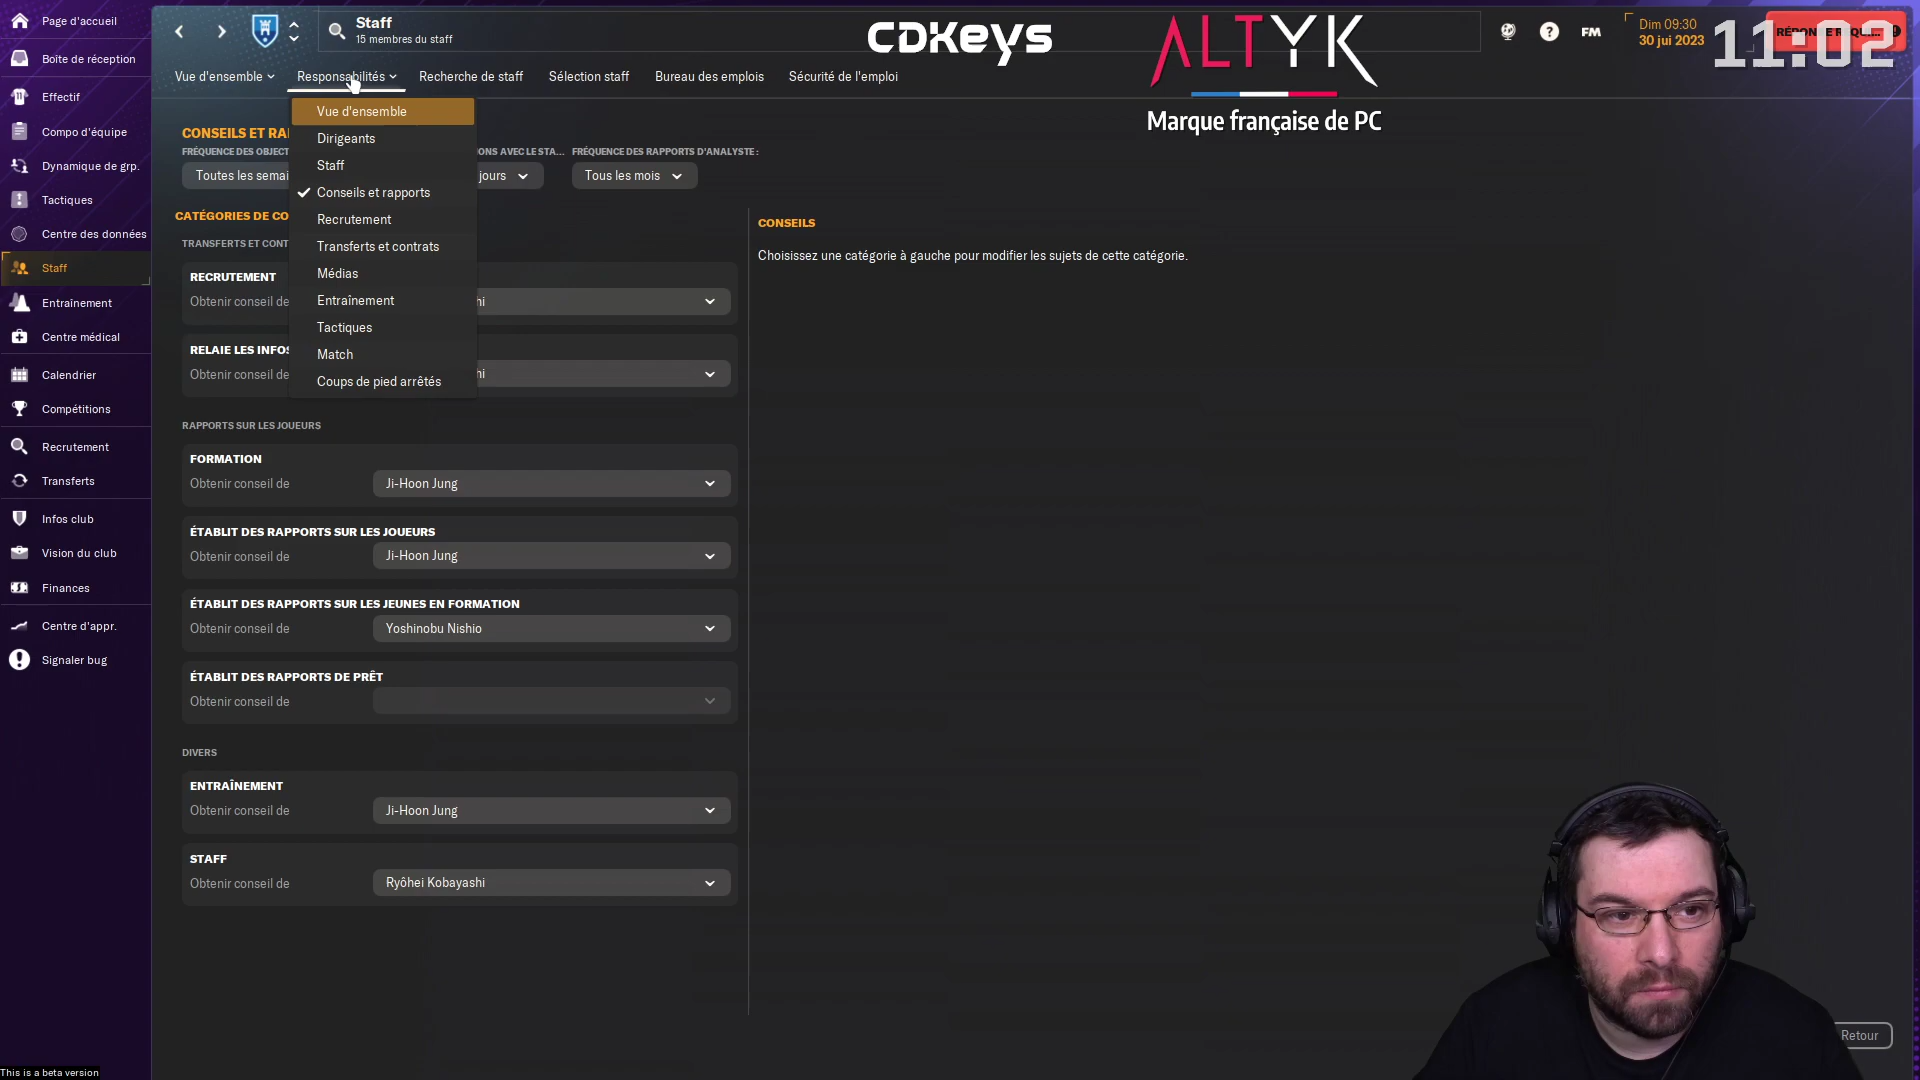 Page d'accueil
Boîte de réception
Effectif
Compo d'équipe
Dynamique de grp.
Tactiques
Centre des données
Staff
Entraînement
Centre médical
Calendrier
Compétitions
Recrutement
Transferts
Infos club
Vision du club
Finances
Centre d'appr.
Signaler bug
This is a beta version
Staff
15 membres du staff
CDKeys
ALTYK
Marque française de PC
FM
Dim 09:30
30 jui 2023
11:02
Vue d'ensemble
Responsabilités
Recherche de staff
Sélection staff
Bureau des emplois
Sécurité de l'emploi
Vue d'ensemble
Dirigeants
Staff
Conseils et rapports
Recrutement
Transferts et contrats
Médias
Entraînement
Tactiques
Match
Coups de pied arrêtés
CONSEILS ET RA
FRÉQUENCE DES OBJECT
IONS AVEC LE STA...
FRÉQUENCE DES RAPPORTS D'ANALYSTE:
Toutes les semai
jours
Tous les mois
CATÉGORIES DE CO
TRANSFERTS ET CONT
RECRUTEMENT
Obtenir conseil de
hi
RELAIE LES INFOS
Obtenir conseil de
hi
RAPPORTS SUR LES JOUEURS
FORMATION
Obtenir conseil de
Ji-Hoon Jung
ÉTABLIT DES RAPPORTS SUR LES JOUEURS
Obtenir conseil de
Ji-Hoon Jung
ÉTABLIT DES RAPPORTS SUR LES JEUNES EN FORMATION
Obtenir conseil de
Yoshinobu Nishio
ÉTABLIT DES RAPPORTS DE PRÊT
Obtenir conseil de
DIVERS
ENTRAÎNEMENT
Obtenir conseil de
Ji-Hoon Jung
STAFF
Obtenir conseil de
Ryôhei Kobayashi
CONSEILS
Choisissez une catégorie à gauche pour modifier les sujets de cette catégorie.
Retour